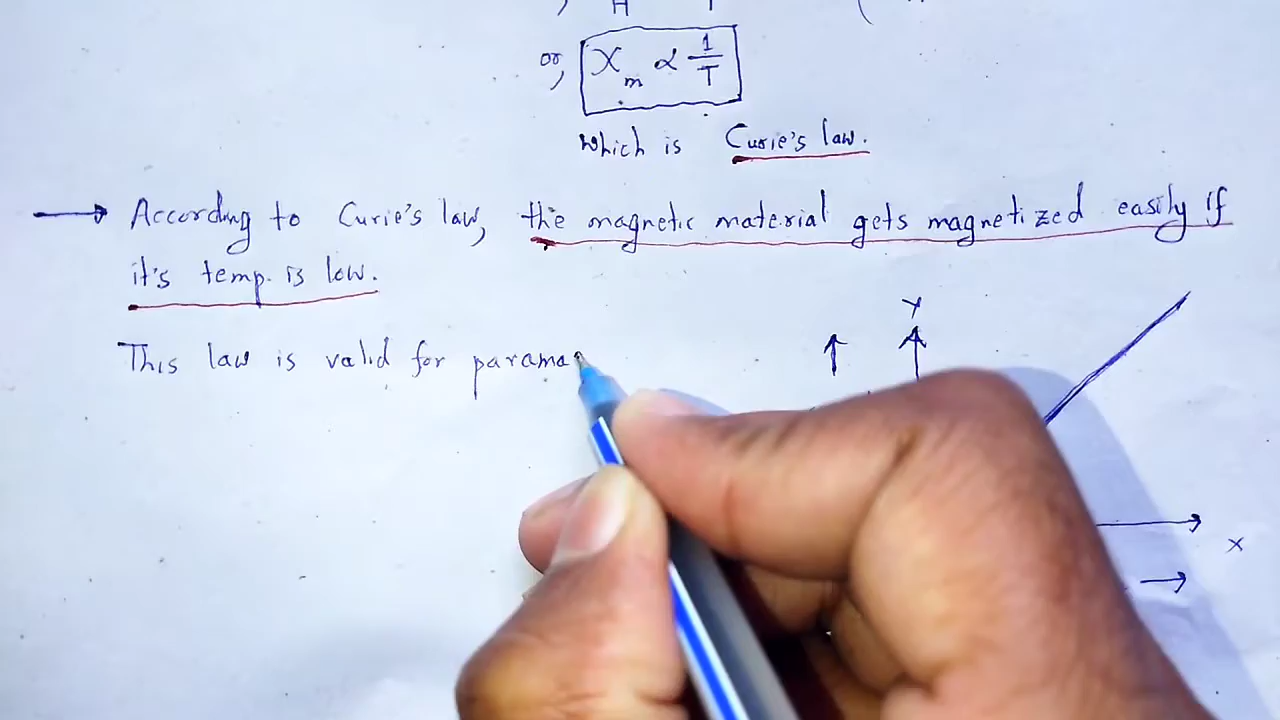 H T
or, χm ∝ 1/T
which is Curie's law.
→ According to Curie's law, the magnetic material gets magnetized easily if
it's temp. is low.
This law is valid for parama
Y
X